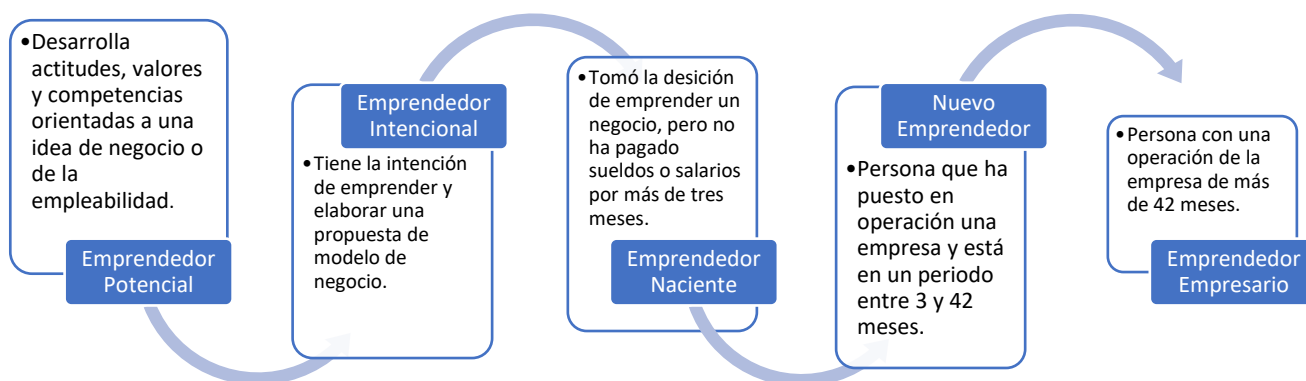 •Desarrolla
actitudes, valores
y competencias
orientadas a una
idea de negocio o
de la
empleabilidad.
Emprendedor
Potencial
Emprendedor
Intencional
•Tiene la intención
de emprender y
elaborar una
propuesta de
modelo de
negocio.
•Tomó la desición
de emprender un
negocio, pero no
ha pagado
sueldos o salarios
por más de tres
meses.
Emprendedor
Naciente
Nuevo
Emprendedor
•Persona que ha
puesto en
operación una
empresa y está
en un periodo
entre 3 y 42
meses.
•Persona con una
operación de la
empresa de más
de 42 meses.
Emprendedor
Empresario